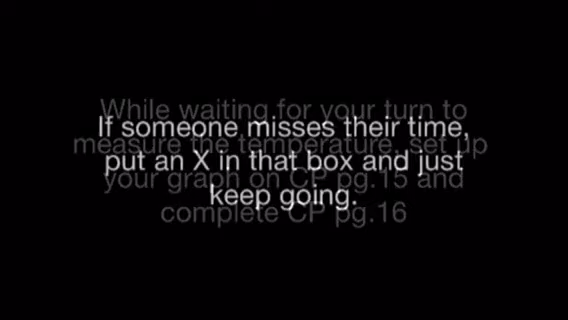 While waiting for your turn to
If someone misses their time,
measure the temperature, set up
put an X in that box and just
your graph on CP pg.15 and
keep going.
complete CP pg.16